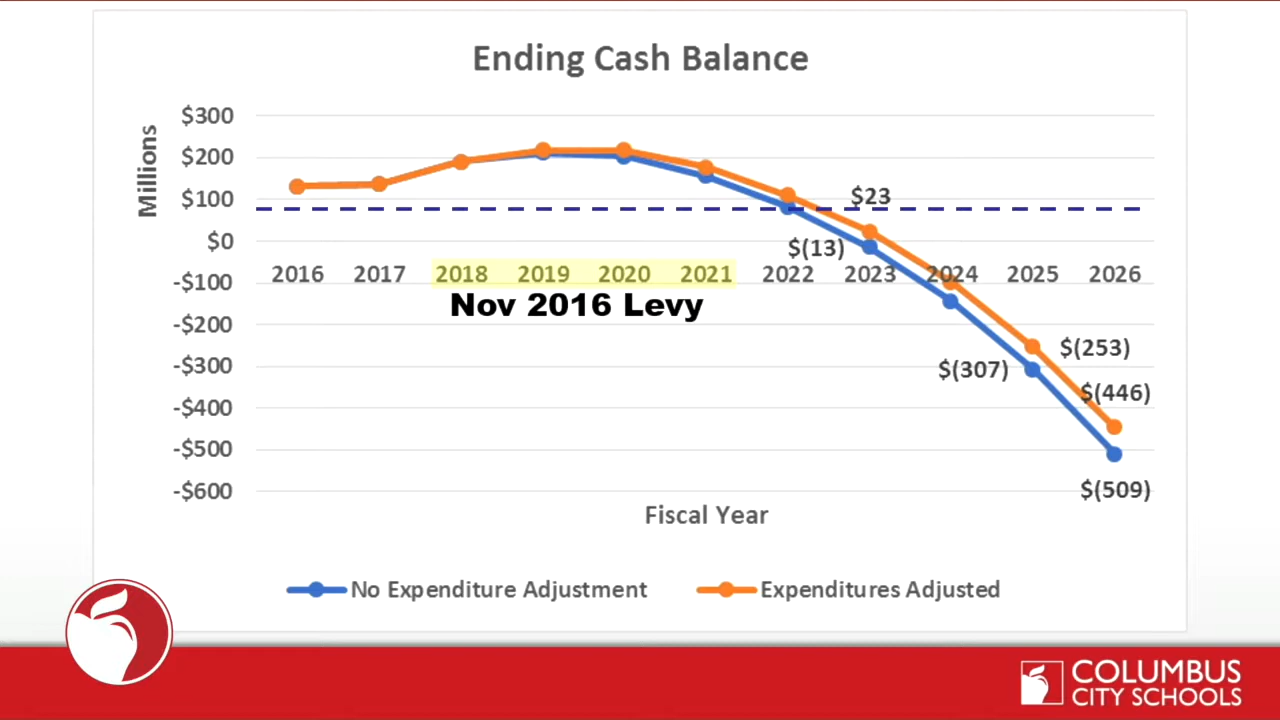 Ending Cash Balance
Millions
$300
$200
$100
$0
-$100
-$200
-$300
-$400
-$500
-$600
$23
$(13)
2016 2017 2018 2019 2020 2021 2022 2023 2024 2025 2026
Nov 2016 Levy
$(253)
$(307)
$(446)
$(509)
Fiscal Year
No Expenditure Adjustment
Expenditures Adjusted
COLUMBUS
CITY SCHOOLS